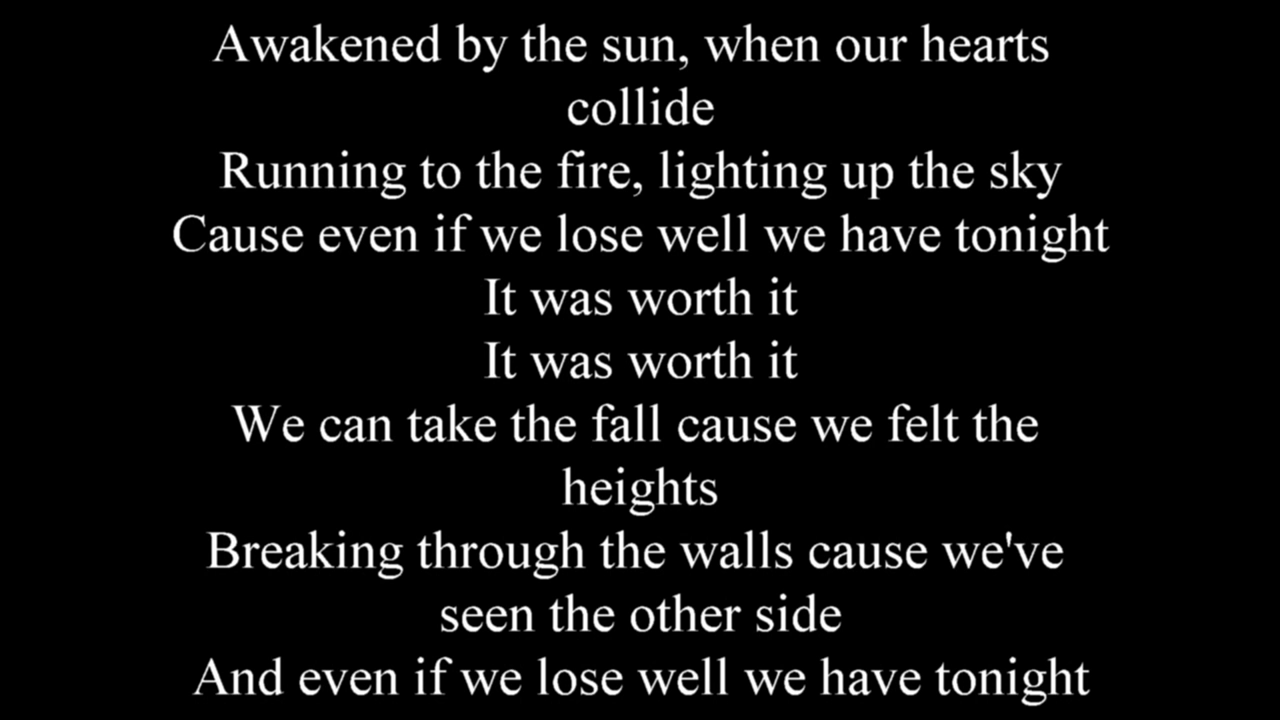 Awakened by the sun, when our hearts
collide
Running to the fire, lighting up the sky
Cause even if we lose well we have tonight
It was worth it
It was worth it
We can take the fall cause we felt the
heights
Breaking through the walls cause we've
seen the other side
And even if we lose well we have tonight